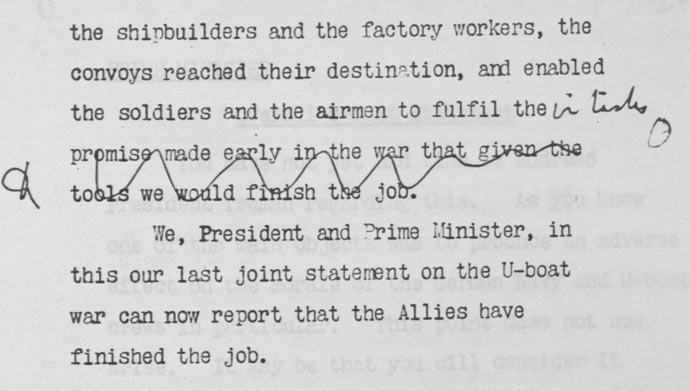 the shipbuilders and the factory workers, the
convoys reached their destination, and enabled
the soldiers and the airmen to fulfil their tasks
promise made early in the war that given the
tools we would finish the job.
We, President and Prime Minister, in
this our last joint statement on the U-boat
war can now report that the Allies have
finished the job.